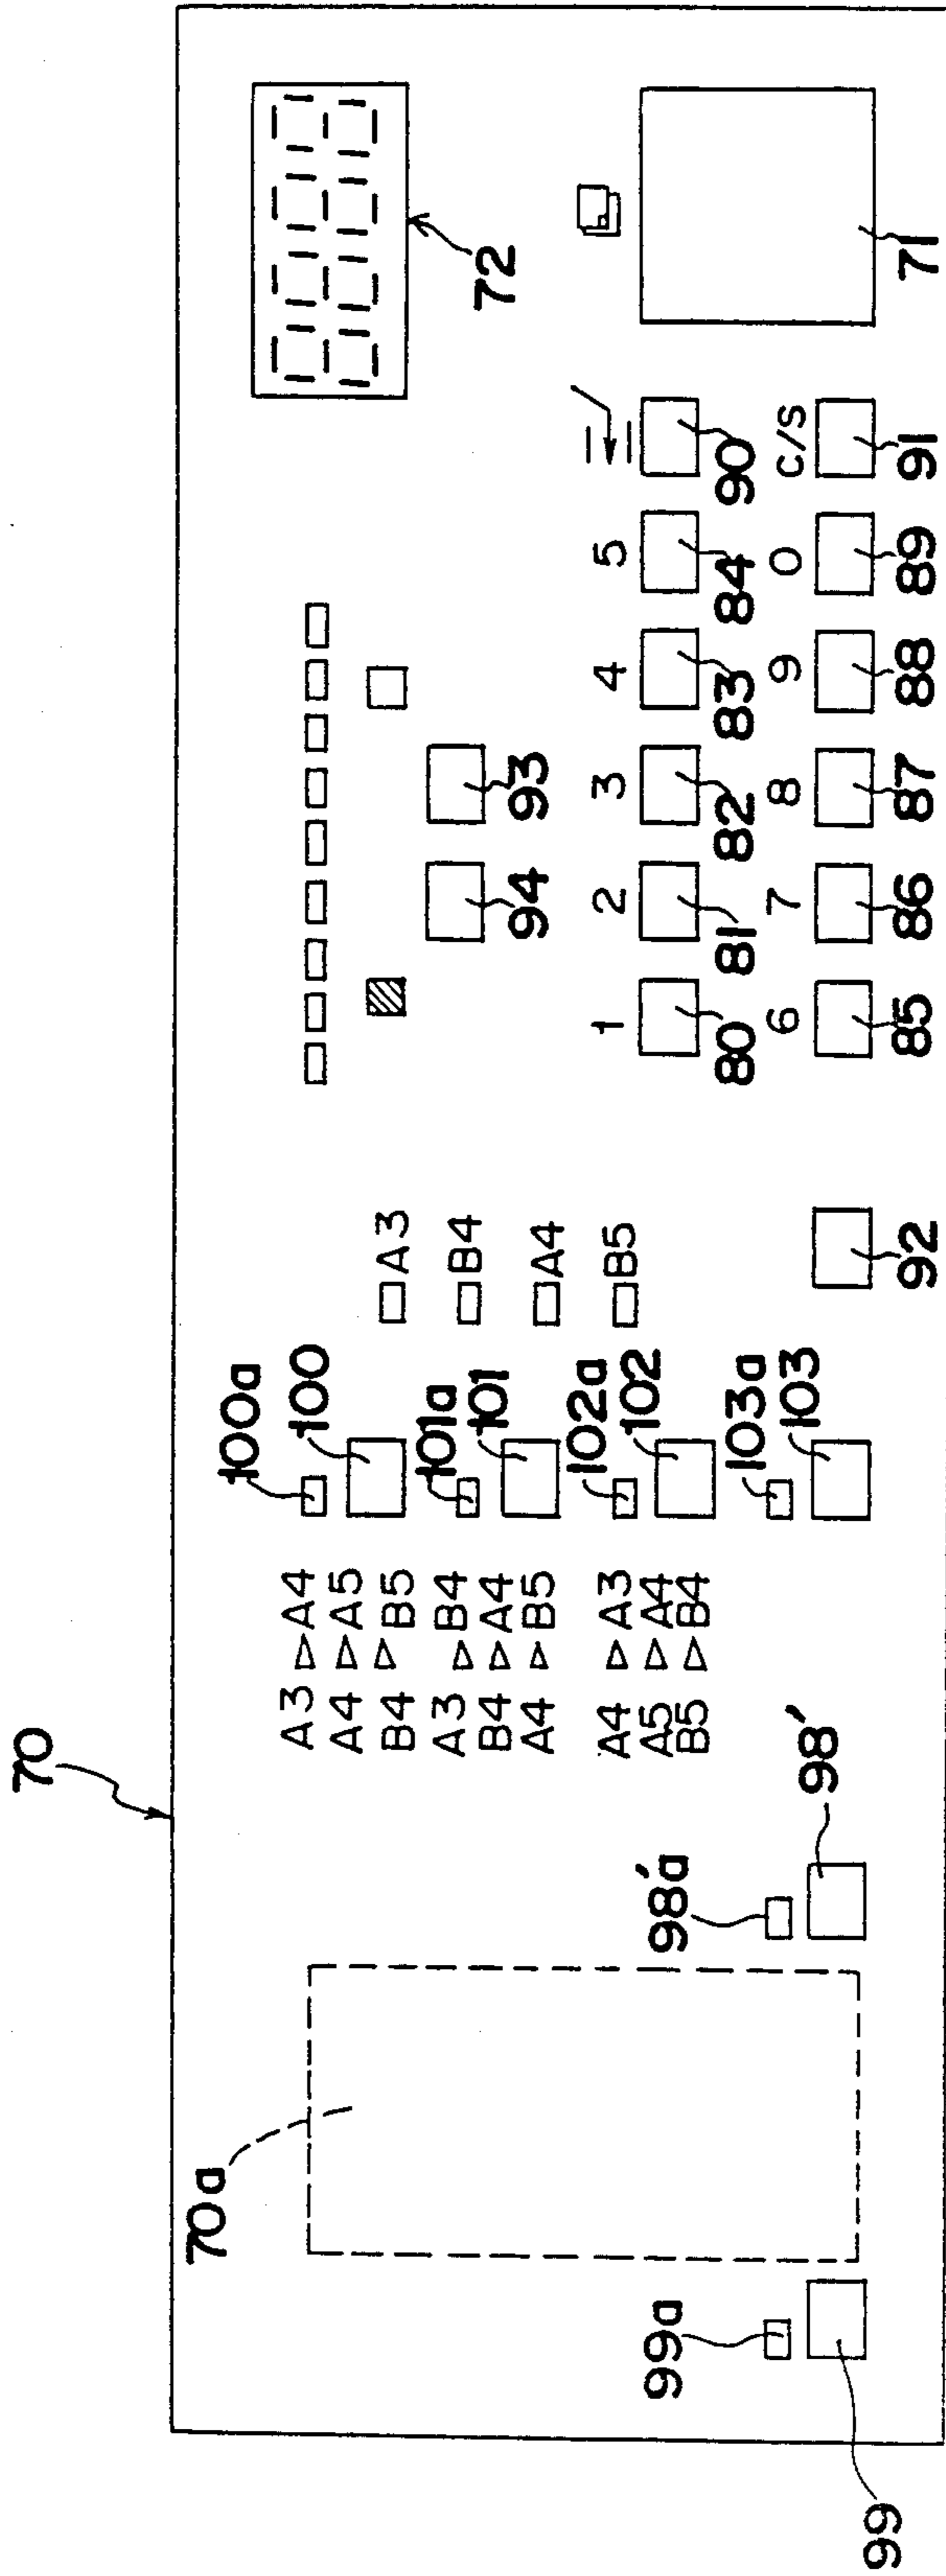 70
70a
99a
99
98'a
98'
A3 ▷ A4
A4 ▷ A5
B4 ▷ B5
A3 ▷ B4
B4 ▷ A4
A4 ▷ B5
A4 ▷ A3
A5 ▷ A4
B5 ▷ B4
100a
100
101a
101
102a
102
103a
103
A3
B4
A4
B5
92
94
93
72
1 2 3 4 5
80 81 82 83 84 90
6 7 8 9 0 C/S
85 86 87 88 89 91
71